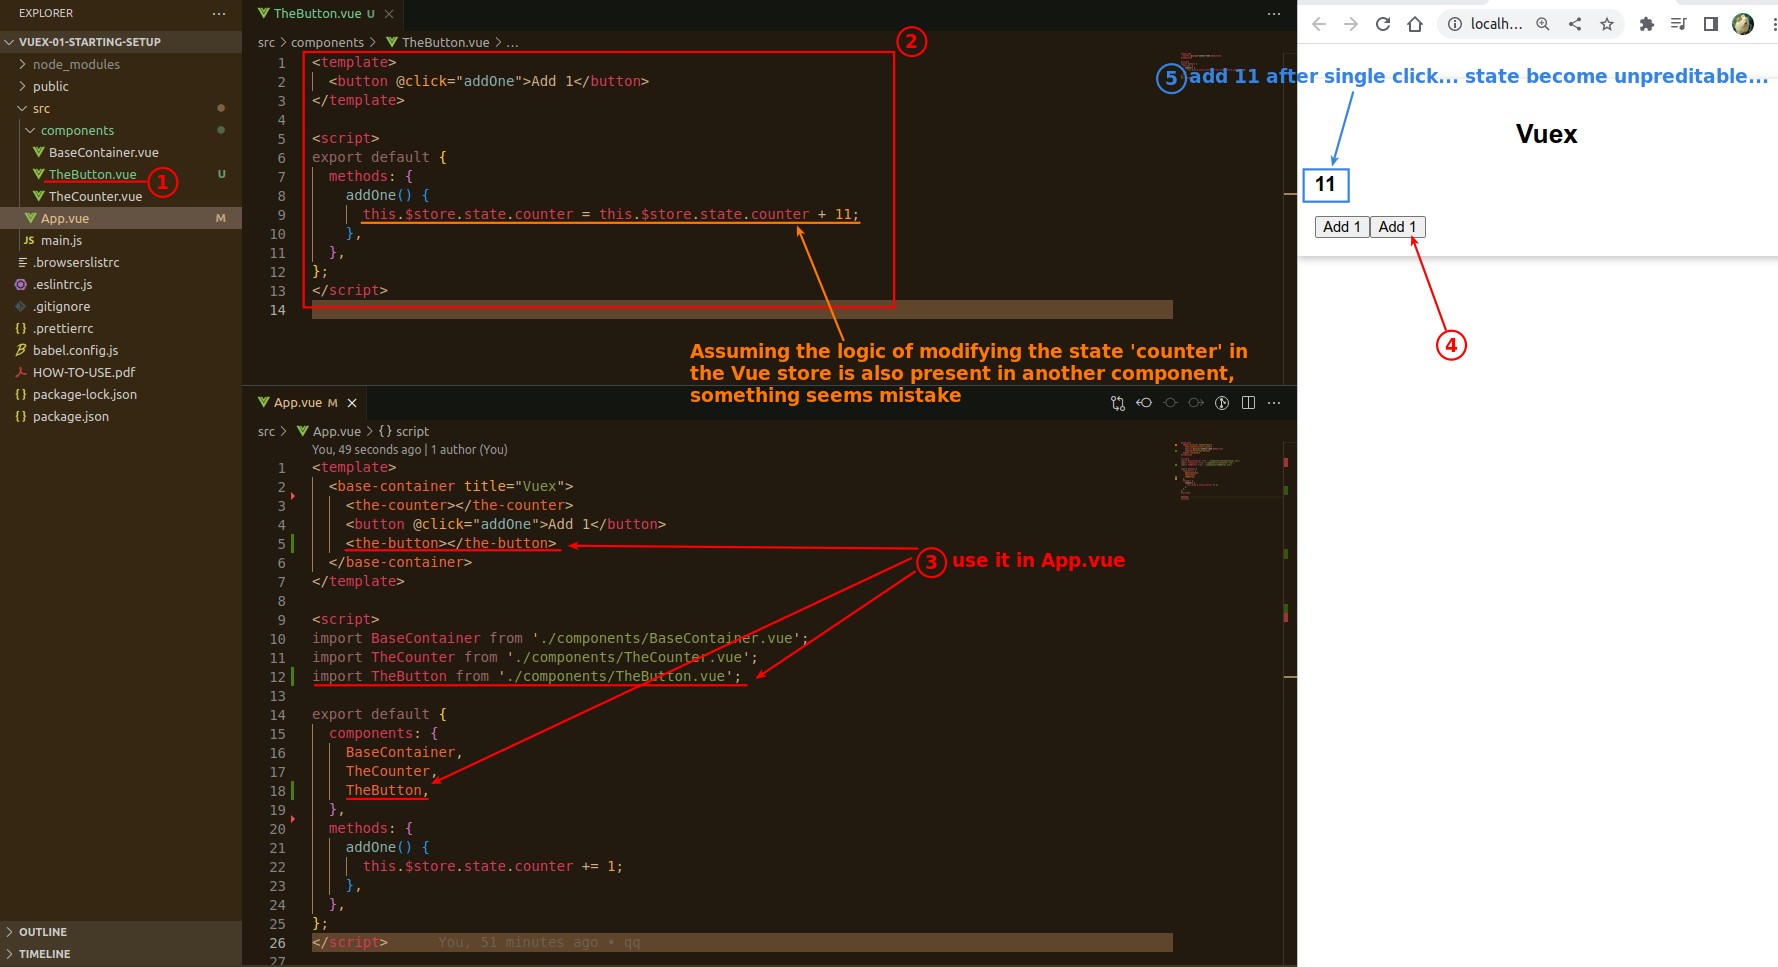 EXPLORER
VUEX-01-STARTING-SETUP
node_modules
public
src
components
BaseContainer.vue
TheButton.vue U
1
TheCounter.vue
App.vue M
JS main.js
.browserslistrc
.eslintrc.js
.gitignore
{} .prettierrc
babel.config.js
HOW-TO-USE.pdf
{} package-lock.json
{} package.json
OUTLINE
TIMELINE
TheButton.vue U
src > components > TheButton.vue > ...
2
1 <template>
2 <button @click="addOne">Add 1</button>
3 </template>
4
5 <script>
6 export default {
7 methods: {
8 addOne() {
9 this.$store.state.counter = this.$store.state.counter + 11;
10 },
11 },
12 };
13 </script>
14
Assuming the logic of modifying the state 'counter' in
the Vue store is also present in another component,
something seems mistake
App.vue M
src > App.vue > {} script
You, 49 seconds ago | 1 author (You)
1 <template>
2 <base-container title="Vuex">
3 <the-counter></the-counter>
4 <button @click="addOne">Add 1</button>
5 <the-button></the-button>
6 </base-container>
7 </template>
8
9 <script>
10 import BaseContainer from './components/BaseContainer.vue';
11 import TheCounter from './components/TheCounter.vue';
12 import TheButton from './components/TheButton.vue';
13
14 export default {
15 components: {
16 BaseContainer,
17 TheCounter,
18 TheButton,
19 },
20 methods: {
21 addOne() {
22 this.$store.state.counter += 1;
23 },
24 },
25 };
26 </script> You, 51 minutes ago • qq
27
3 use it in App.vue
localh...
5 add 11 after single click... state become unpreditable...
Vuex
11
Add 1 Add 1
4